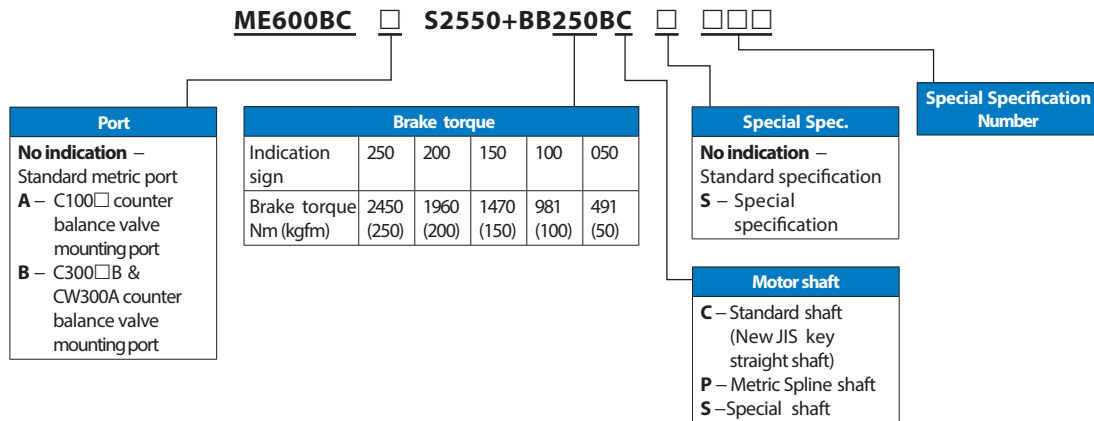 ME600BC □ S2550+BB250BC □ □□□
Port
No indication –
Standard metric port
A – C100□ counter
balance valve
mounting port
B – C300□B &
CW300A counter
balance valve
mounting port
Brake torque
Indication sign 250 200 150 100 050
Brake torque Nm (kgfm) 2450 (250) 1960 (200) 1470 (150) 981 (100) 491 (50)
Special Spec.
No indication –
Standard specification
S – Special
specification
Special Specification
Number
Motor shaft
C – Standard shaft
(New JIS key
straight shaft)
P – Metric Spline shaft
S –Special shaft